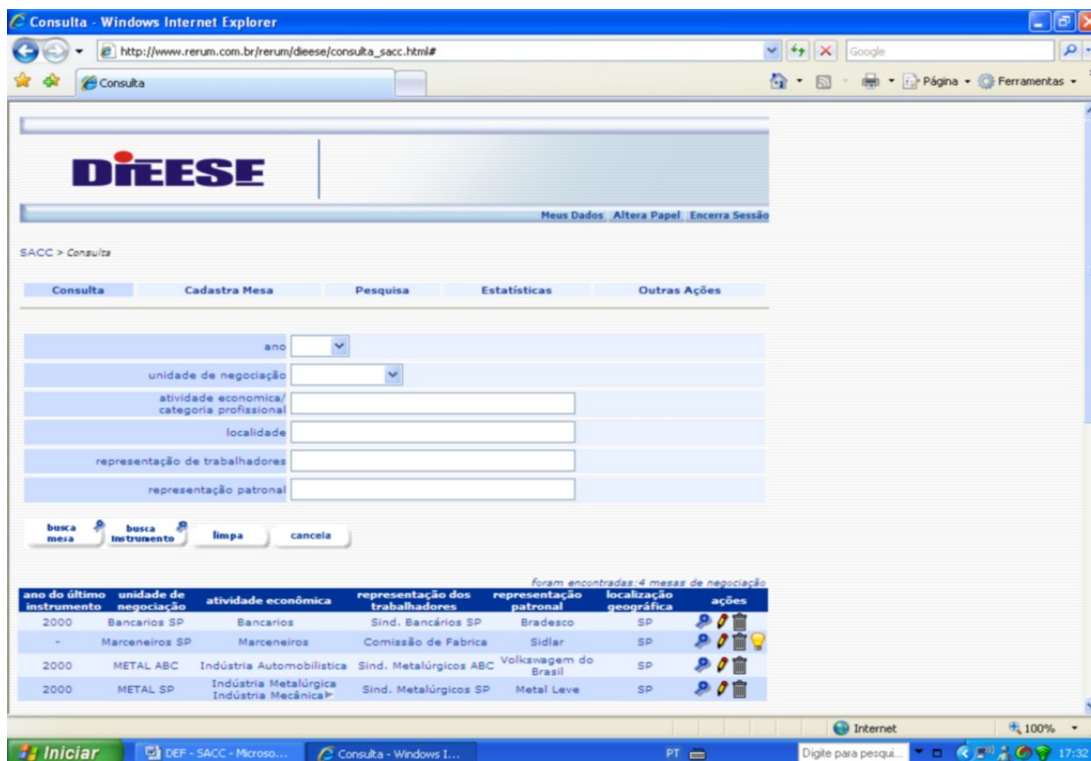 Consulta - Windows Internet Explorer
http://www.rerum.com.br/rerum/dieese/consulta_sacc.html#
Google
Consulta
Página
Ferramentas
DIEESE
Meus Dados Altera Papel Encerra Sessão
SACC > Consulta
Consulta Cadastra Mesa Pesquisa Estatísticas Outras Ações
ano
unidade de negociação
atividade economica/
categoria profissional
localidade
representação de trabalhadores
representação patronal
busca mesa
busca instrumento
limpa
cancela
foram encontradas:4 mesas de negociação
ano do último instrumento unidade de negociação atividade econômica representação dos trabalhadores representação patronal localização geográfica ações
2000 Bancarios SP Bancarios Sind. Bancários SP Bradesco SP
- Marceneiros SP Marceneiros Comissão de Fabrica Sidlar SP
2000 METAL ABC Indústria Automobilistica Sind. Metalúrgicos ABC Volkswagem do Brasil SP
2000 METAL SP Indústria Metalúrgica Indústria Mecânica Sind. Metalúrgicos SP Metal Leve SP
Internet 100%
Iniciar DEF - SACC - Microso... Consulta - Windows I... PT Digite para pesqui... 17:32